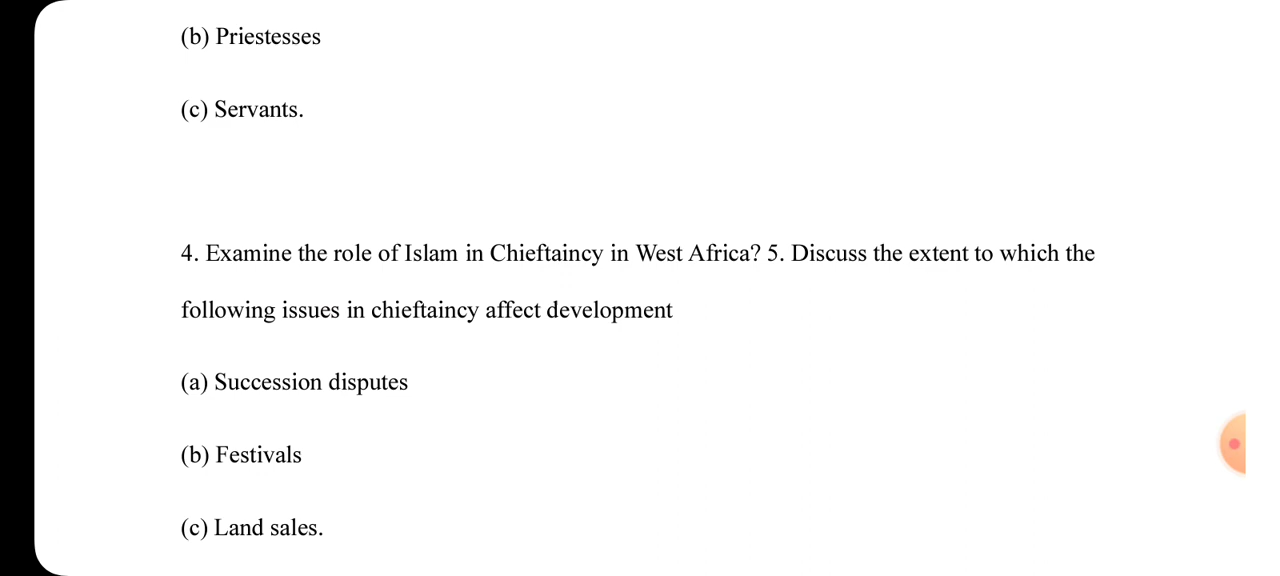 (b) Priestesses
(c) Servants.
4. Examine the role of Islam in Chieftaincy in West Africa? 5. Discuss the extent to which the
following issues in chieftaincy affect development
(a) Succession disputes
(b) Festivals
(c) Land sales.